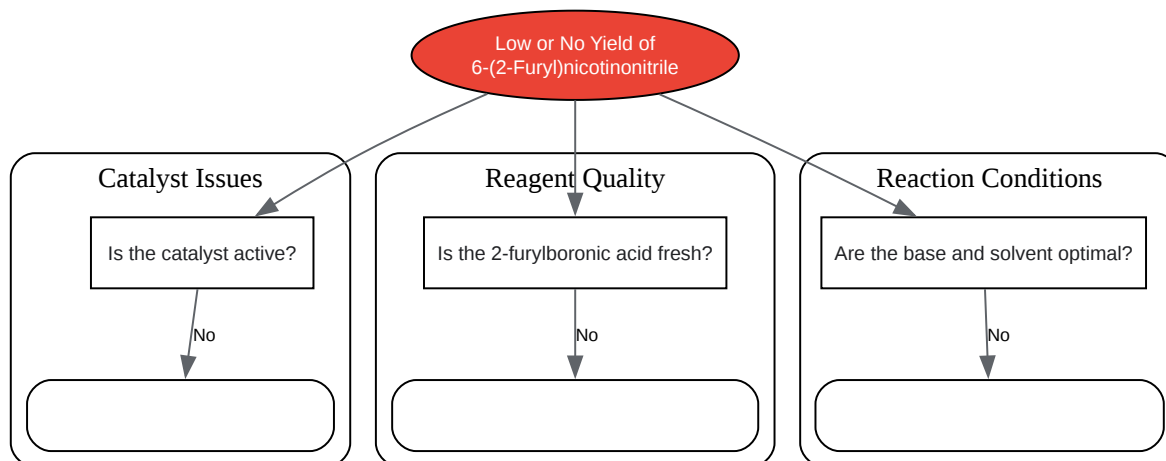 Low or No Yield of
6-(2-Furyl)nicotinonitrile
Catalyst Issues
Reagent Quality
Reaction Conditions
Is the catalyst active?
Is the 2-furylboronic acid fresh?
Are the base and solvent optimal?
No
No
No